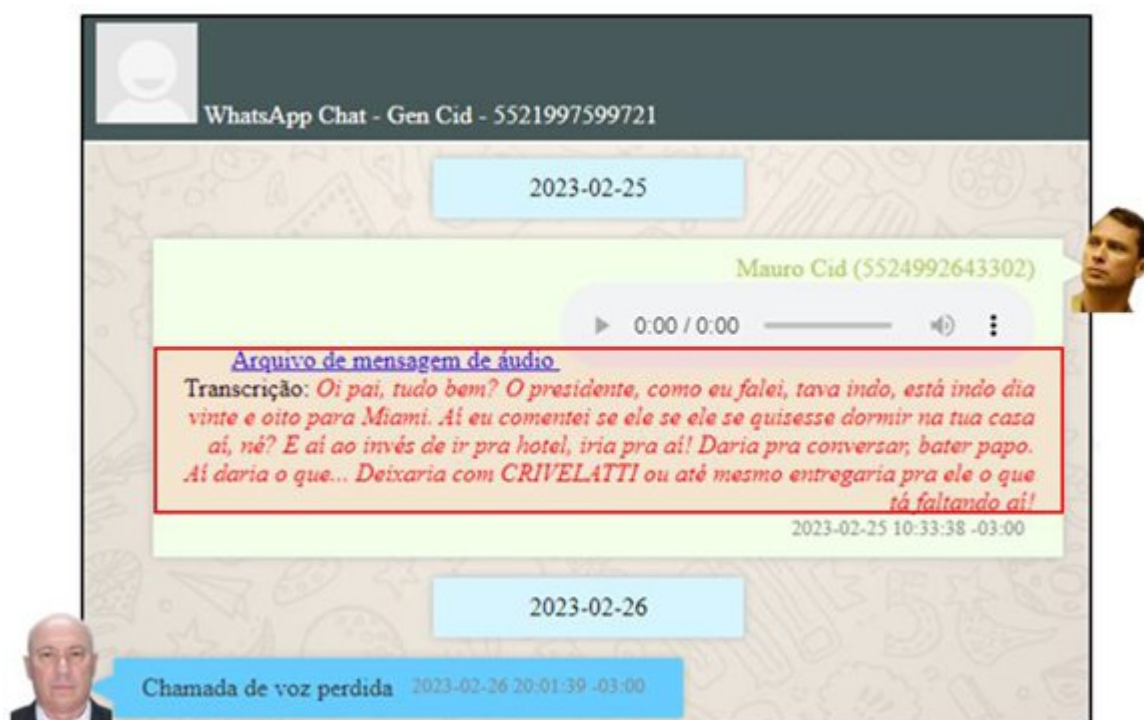 WhatsApp Chat - Gen Cid - 5521997599721
2023-02-25
Mauro Cid (5524992643302)
0:00 / 0:00
Arquivo de mensagem de áudio
Transcrição: Oi pai, tudo bem? O presidente, como eu falei, tava indo, está indo dia
vinte e oito para Miami. Aí eu comentei se ele se ele se quisesse dormir na tua casa
aí, né? E aí ao invés de ir pra hotel, iria pra aí! Daria pra conversar, bater papo.
Aí daria o que... Deixaria com CRIVELATTI ou até mesmo entregaria pra ele o que
tá faltando aí!
2023-02-25 10:33:38 -03:00
2023-02-26
Chamada de voz perdida 2023-02-26 20:01:39 -03:00